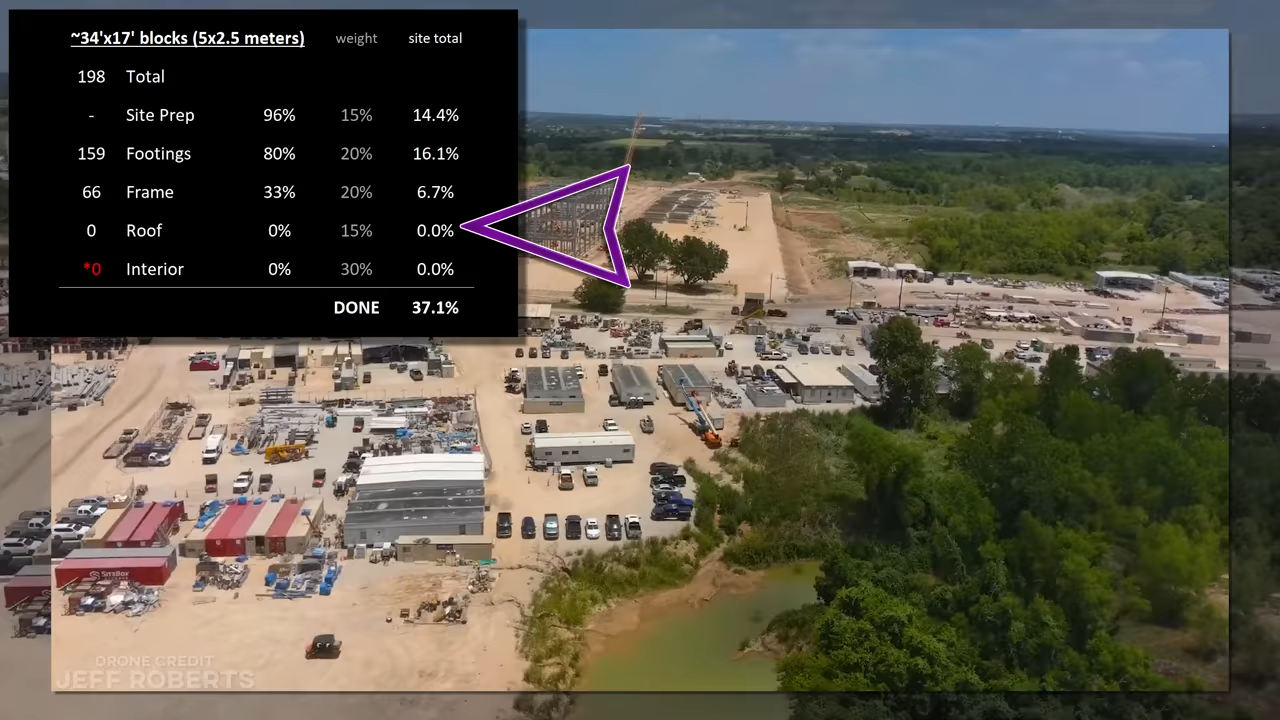 ~34'x17' blocks (5x2.5 meters) weight site total
198 Total
- Site Prep 96% 15% 14.4%
159 Footings 80% 20% 16.1%
66 Frame 33% 20% 6.7%
0 Roof 0% 15% 0.0%
*0 Interior 0% 30% 0.0%
DONE 37.1%
DRONE CREDIT
JEFF ROBERTS